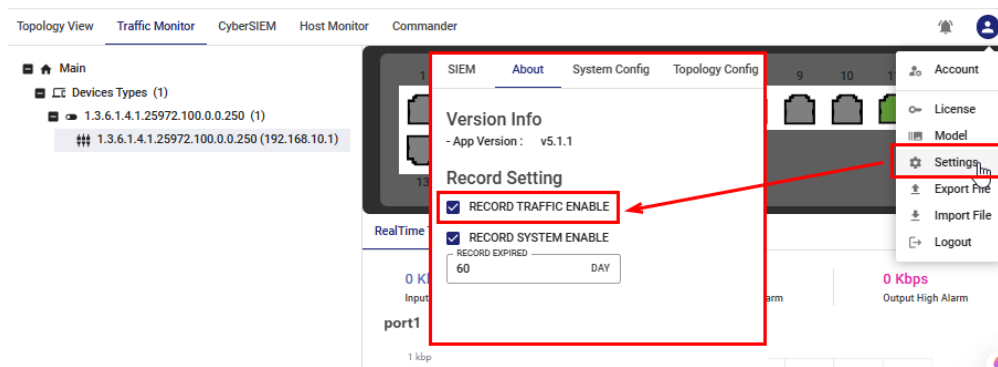 Topology View Traffic Monitor CyberSIEM Host Monitor Commander
Main
Devices Types (1)
1.3.6.1.4.1.25972.100.0.0.250 (1)
1.3.6.1.4.1.25972.100.0.0.250 (192.168.10.1)
1
9 10
13
SIEM About System Config Topology Config
Version Info
- App Version : v5.1.1
Record Setting
RECORD TRAFFIC ENABLE
RECORD SYSTEM ENABLE
RECORD EXPIRED
60 DAY
Account
License
Model
Settings
Export File
Import File
Logout
RealTime
0 K
Input
0 Kbps
Output High Alarm
port1
1 kbp